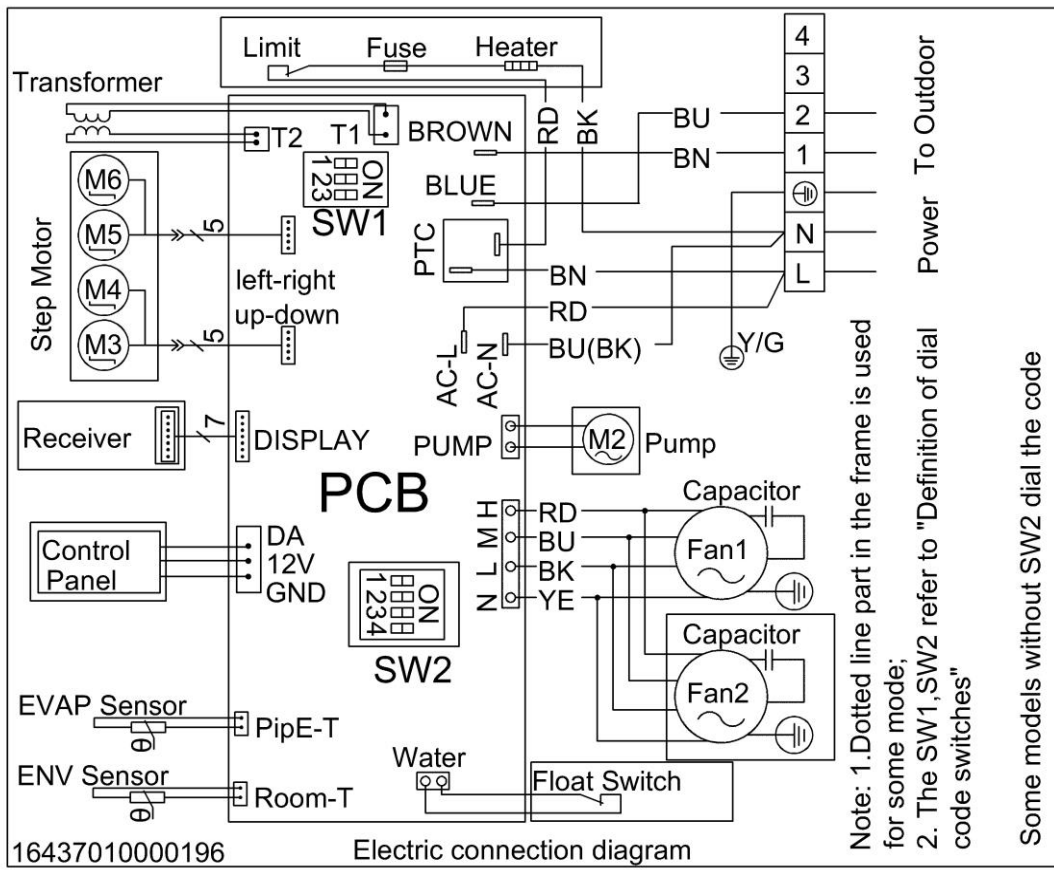 Limit
Fuse
Heater
Transformer
T2
T1
BROWN
RD
BK
BU
BN
4
3
2
1
N
L
To Outdoor
Power
ON
123
SW1
BLUE
PTC
BN
RD
BU(BK)
Y/G
AC-L
AC-N
Step Motor
M6
M5
M4
M3
5
5
left-right
up-down
Receiver
7
DISPLAY
PUMP
M2
Pump
PCB
Control
Panel
DA
12V
GND
ON
1234
SW2
H
M
L
N
RD
BU
BK
YE
Capacitor
Fan1
Capacitor
Fan2
EVAP Sensor
θ
PipE-T
ENV Sensor
θ
Room-T
Water
Float Switch
16437010000196
Electric connection diagram
Note: 1.Dotted line part in the frame is used
for some mode;
2. The SW1,SW2 refer to "Definition of dial
code switches"
Some models without SW2 dial the code